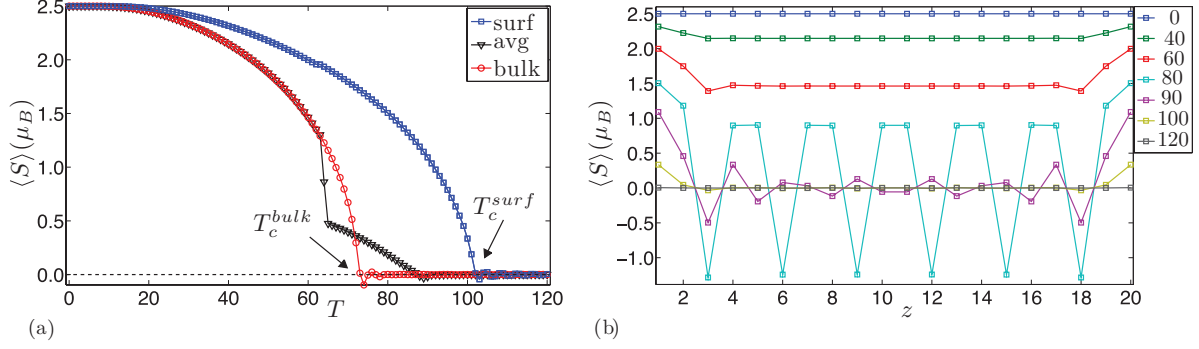 surf
avg
bulk
⟨S⟩(μ_B)
2.5
2.0
1.5
1.0
0.5
0.0
T_c^{bulk}
T_c^{surf}
0 20 40 60 80 100 120
T
(a)
⟨S⟩(μ_B)
2.5
2.0
1.5
1.0
0.5
0.0
−0.5
−1.0
2 4 6 8 10 12 14 16 18 20
z
(b)
0
40
60
80
90
100
120